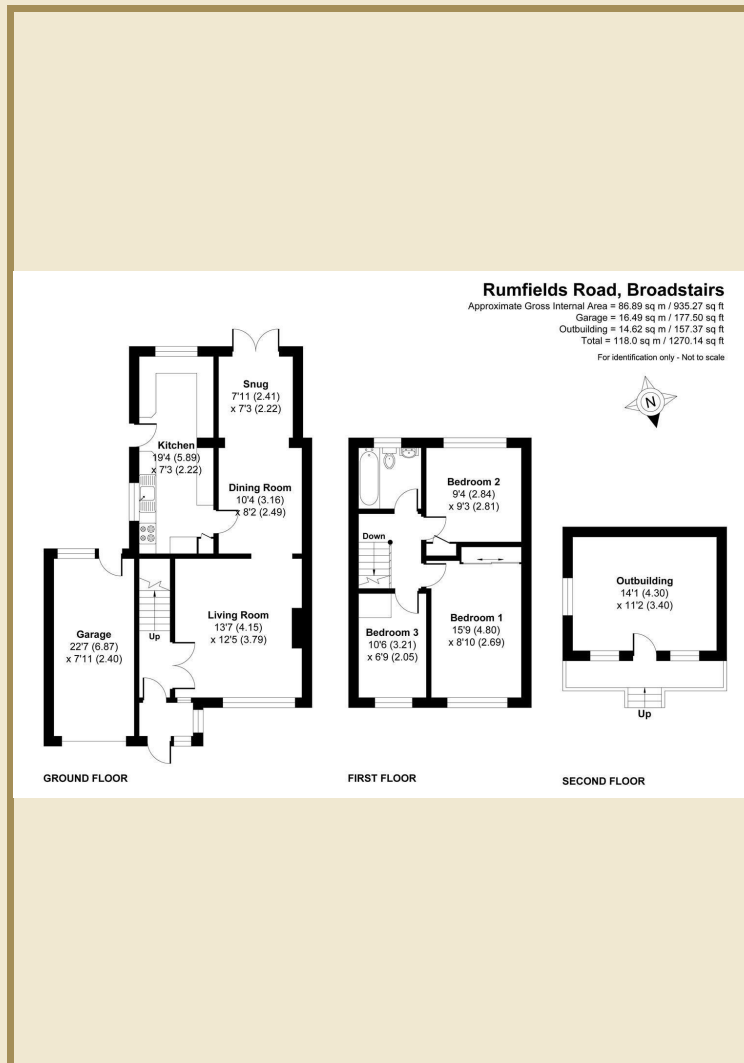 Rumfields Road, Broadstairs
Approximate Gross Internal Area = 86.89 sq m / 935.27 sq ft
Garage = 16.49 sq m / 177.50 sq ft
Outbuilding = 14.62 sq m / 157.37 sq ft
Total = 118.0 sq m / 1270.14 sq ft
For identification only - Not to scale
N
Snug
7'11 (2.41)
x 7'3 (2.22)
Kitchen
19'4 (5.89)
x 7'3 (2.22)
Dining Room
10'4 (3.16)
x 8'2 (2.49)
Living Room
13'7 (4.15)
x 12'5 (3.79)
Up
Garage
22'7 (6.87)
x 7'11 (2.40)
GROUND FLOOR
Bedroom 2
9'4 (2.84)
x 9'3 (2.81)
Down
Bedroom 1
15'9 (4.80)
x 8'10 (2.69)
Bedroom 3
10'6 (3.21)
x 6'9 (2.05)
FIRST FLOOR
Outbuilding
14'1 (4.30)
x 11'2 (3.40)
Up
SECOND FLOOR